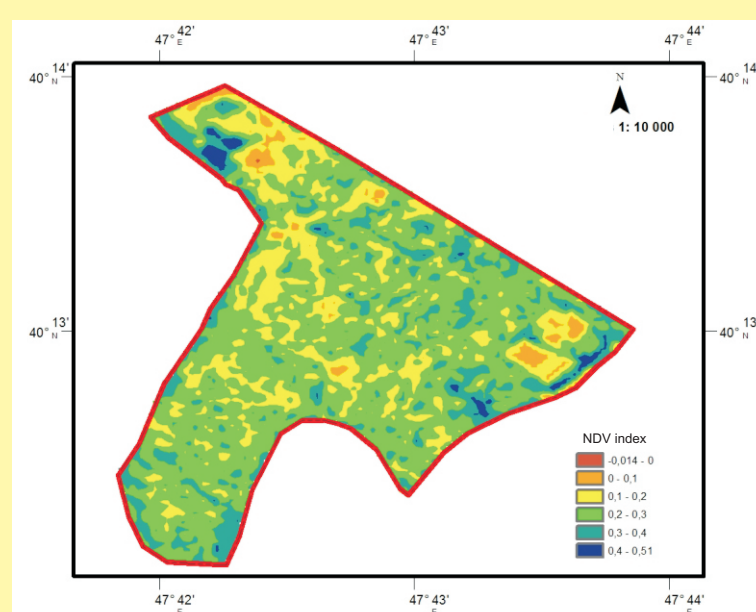 47° 42' E
47° 43' E
47° 44' E
40° 14' N
40° 14'
N
1: 10 000
40° 13' N
40° 13'
N
NDV index
-0,014 - 0
0 - 0,1
0,1 - 0,2
0,2 - 0,3
0,3 - 0,4
0,4 - 0,51
47° 42' E
47° 43' E
47° 44' E